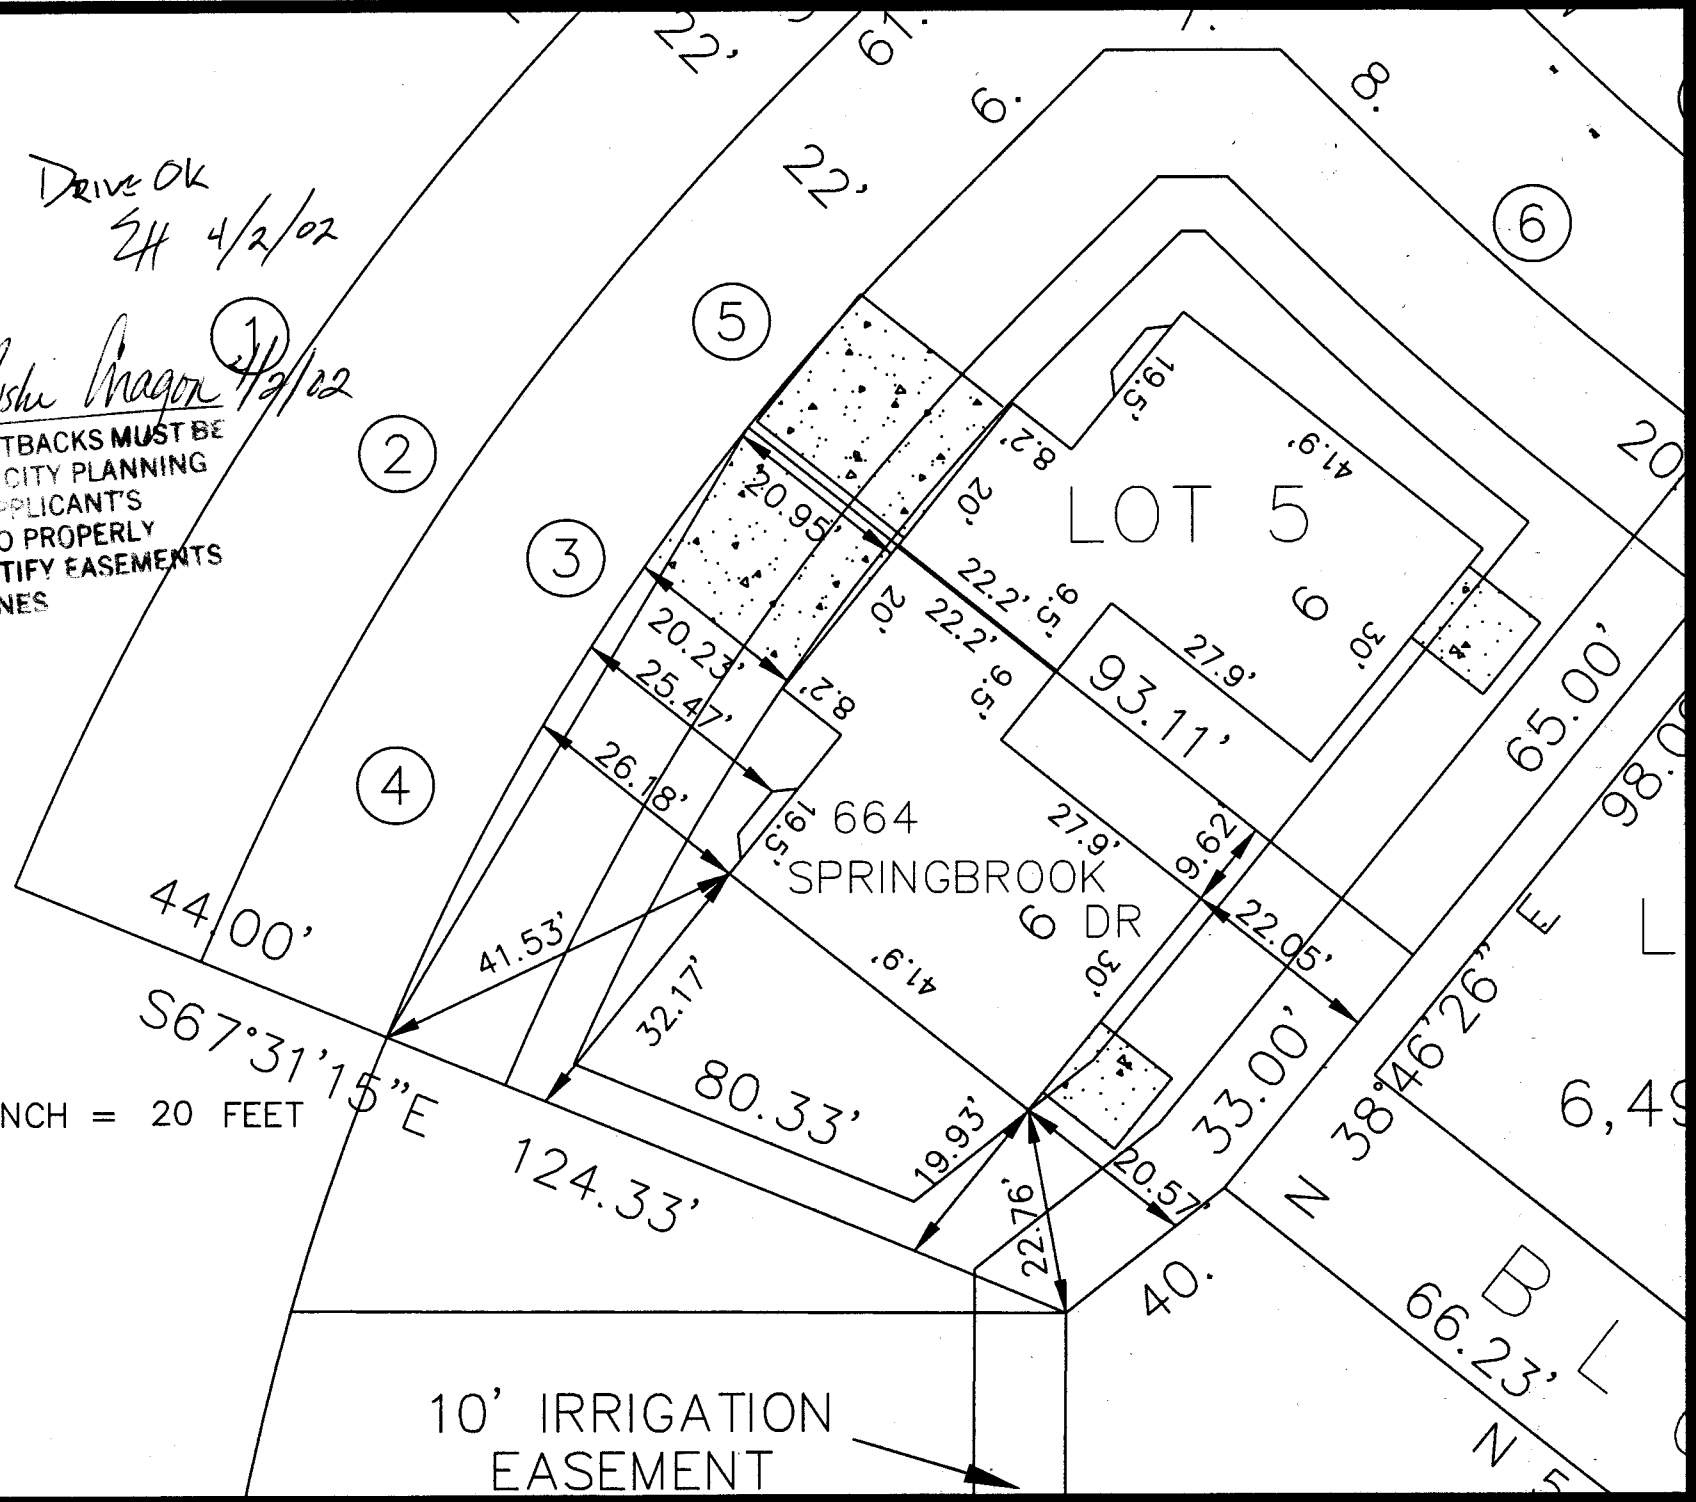 22'
61.
7.
6.
8.
22'
DRIVE OK
4/2/02
6
5
1
Magon 4/2/02
TBACKS MUST BE
CITY PLANNING
PPLICANT'S
O PROPERLY
TIFY EASEMENTS
NES
2
3
4
19.5'
8.2'
41.9'
20.
LOT 5
20.95'
20'
22.2'
9.5'
6
20'
22.2'
9.5'
27.9'
30'
93.11'
65.00'
98.0
20.23'
25.47'
8.2'
26.18'
19.5'
664
SPRINGBROOK
DR
6
27.9'
9.62'
22.05'
44.00'
41.53'
41.9'
30'
32.17'
33.00'
N 38°46'26" E
L
6,49
S67°31'15"E
80.33'
NCH = 20 FEET
124.33'
19.93'
22.76'
20.57'
40.
66.23'
B L
10' IRRIGATION
EASEMENT
N 5